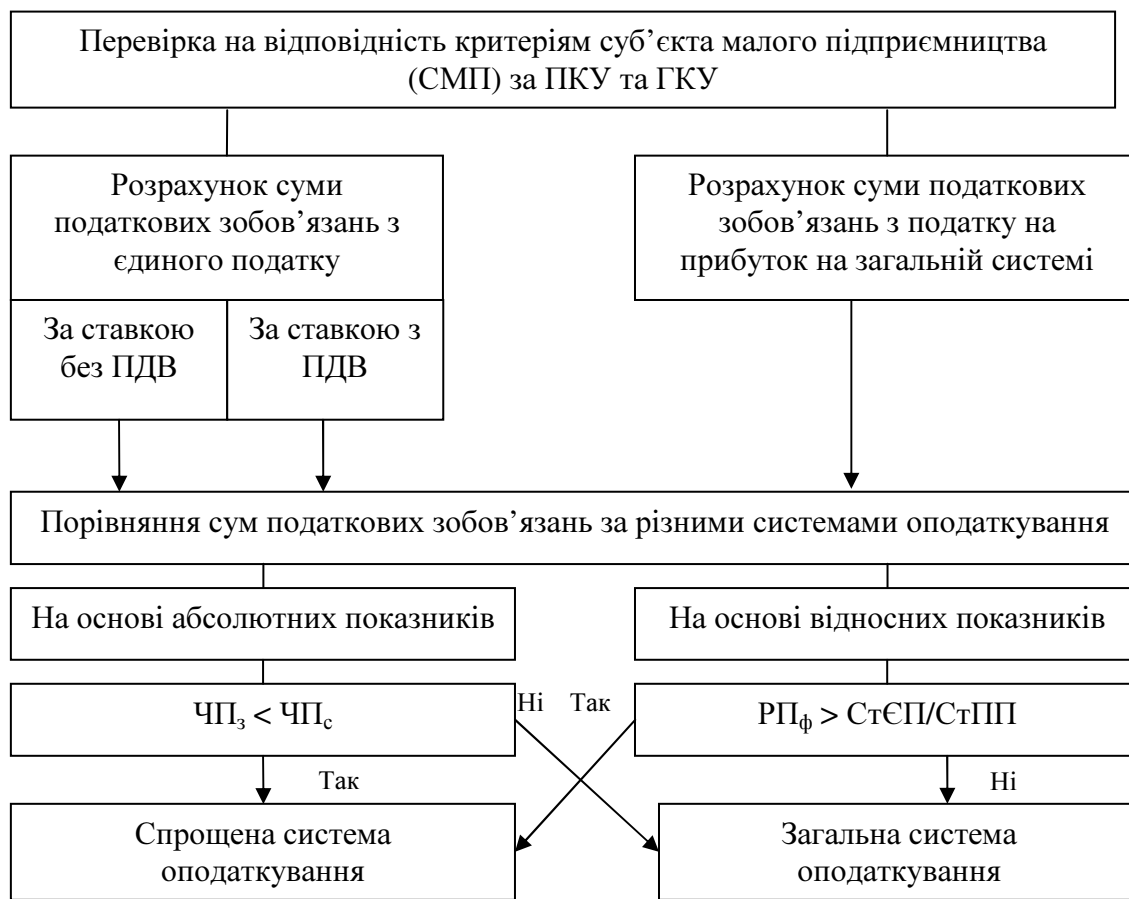 Перевірка на відповідність критеріям суб’єкта малого підприємництва
(СМП) за ПКУ та ГКУ
Розрахунок суми
податкових зобов’язань з
єдиного податку
Розрахунок суми податкових
зобов’язань з податку на
прибуток на загальній системі
За ставкою
без ПДВ
За ставкою з
ПДВ
Порівняння сум податкових зобов’язань за різними системами оподаткування
На основі абсолютних показників
На основі відносних показників
ЧПз < ЧПс
Ні
Так
РПф > СтЄП/СтПП
Так
Ні
Спрощена система
оподаткування
Загальна система
оподаткування